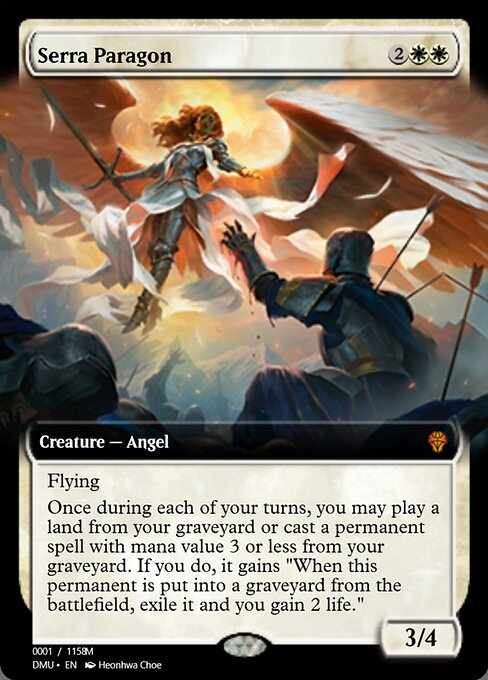 Serra Paragon 2
Creature — Angel
Flying
Once during each of your turns, you may play a
land from your graveyard or cast a permanent
spell with mana value 3 or less from your
graveyard. If you do, it gains "When this
permanent is put into a graveyard from the
battlefield, exile it and you gain 2 life."
3/4
0001 / 1158M
DMU • EN Heonhwa Choe